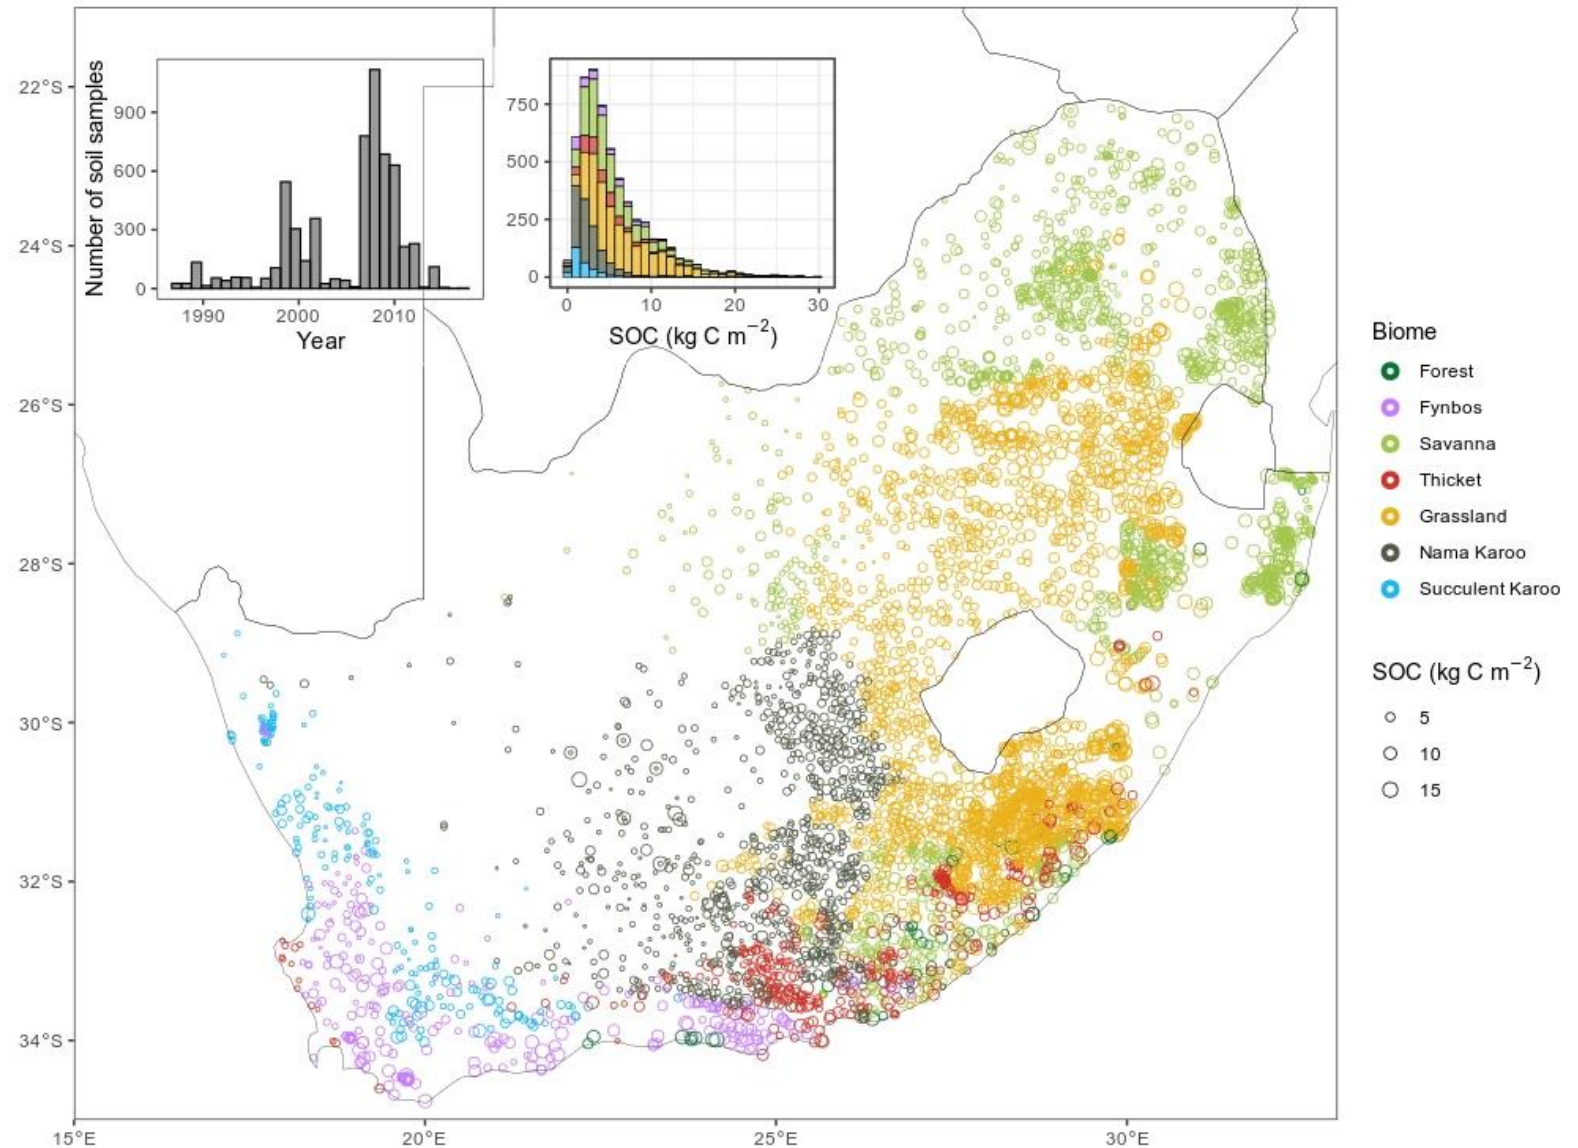 22°S
24°S
26°S
28°S
30°S
32°S
34°S
15°E
20°E
25°E
30°E
Number of soil samples
900
600
300
0
1990
2000
2010
Year
750
500
250
0
0
10
20
30
SOC (kg C m⁻²)
Biome
Forest
Fynbos
Savanna
Thicket
Grassland
Nama Karoo
Succulent Karoo
SOC (kg C m⁻²)
5
10
15